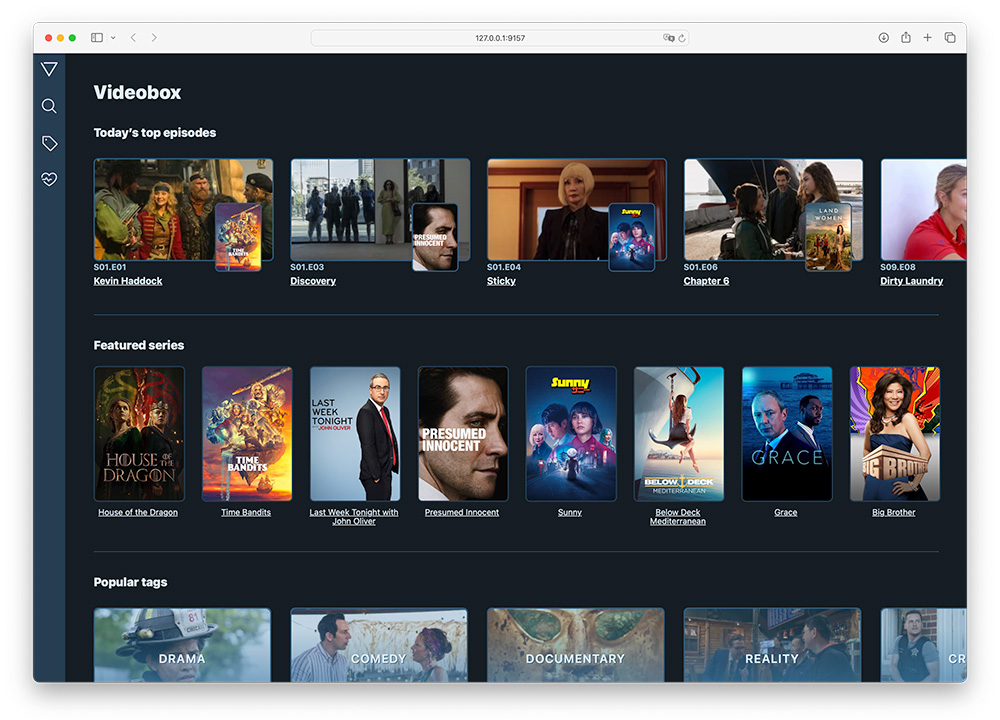 127.0.0.1:9157
Videobox
Today's top episodes
TIME
BANDITS
PRESUMED
INNOCENT
Sunny
LAND
WOMEN
S01.E01
Kevin Haddock
S01.E03
Discovery
S01.E04
Sticky
S01.E06
Chapter 6
S09.E08
Dirty Laundry
Featured series
HOUSE OF THE
DRAGON
TIME
BANDITS
LAST
WEEK
TONIGHT
WITH JOHN OLIVER
PRESUMED
INNOCENT
Sunny
BELOW DECK
MEDITERRANEAN
GRACE
BIG BROTHER
House of the Dragon
Time Bandits
Last Week Tonight with
John Oliver
Presumed Innocent
Sunny
Below Deck
Mediterranean
Grace
Big Brother
Popular tags
81
DRAMA
COMEDY
DOCUMENTARY
REALITY
CR